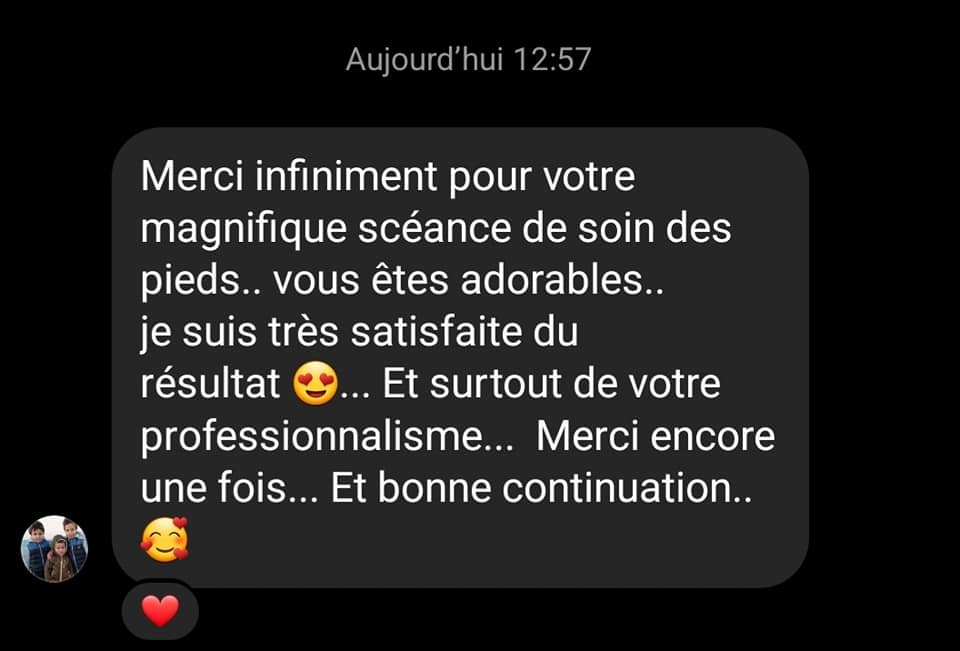 Aujourd’hui 12:57
Merci infiniment pour votre
magnifique scéance de soin des
pieds.. vous êtes adorables..
je suis très satisfaite du
résultat 😍... Et surtout de votre
professionnalisme...  Merci encore
une fois... Et bonne continuation..
🥰
❤️